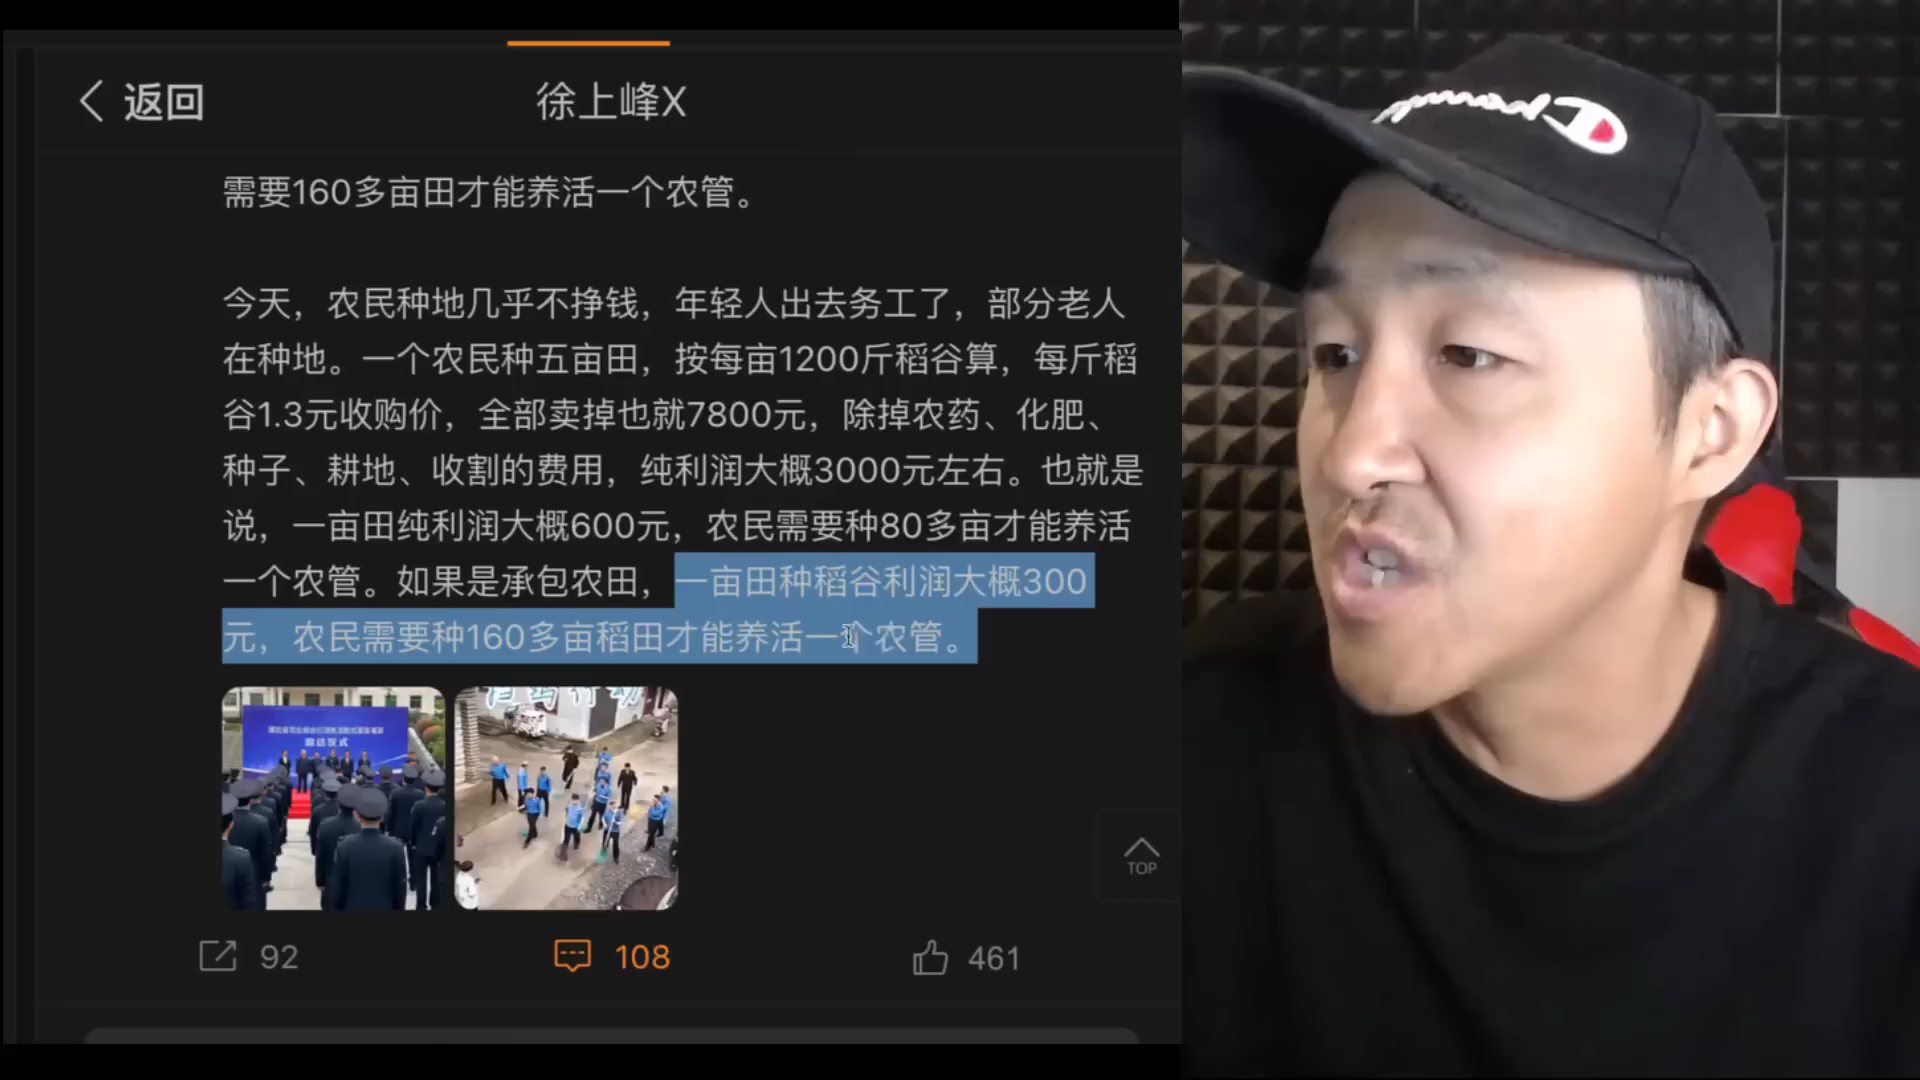 返回
徐上峰X
需要160多亩田才能养活一个农管。
今天，农民种地几乎不挣钱，年轻人出去务工了，部分老人
在种地。一个农民种五亩田，按每亩1200斤稻谷算，每斤稻
谷1.3元收购价，全部卖掉也就7800元，除掉农药、化肥、
种子、耕地、收割的费用，纯利润大概3000元左右。也就是
说，一亩田纯利润大概600元，农民需要种80多亩才能养活
一个农管。如果是承包农田，一亩田种稻谷利润大概300
元，农民需要种160多亩稻田才能养活一个农管。
启动仪式
TOP
92
108
461
Champion